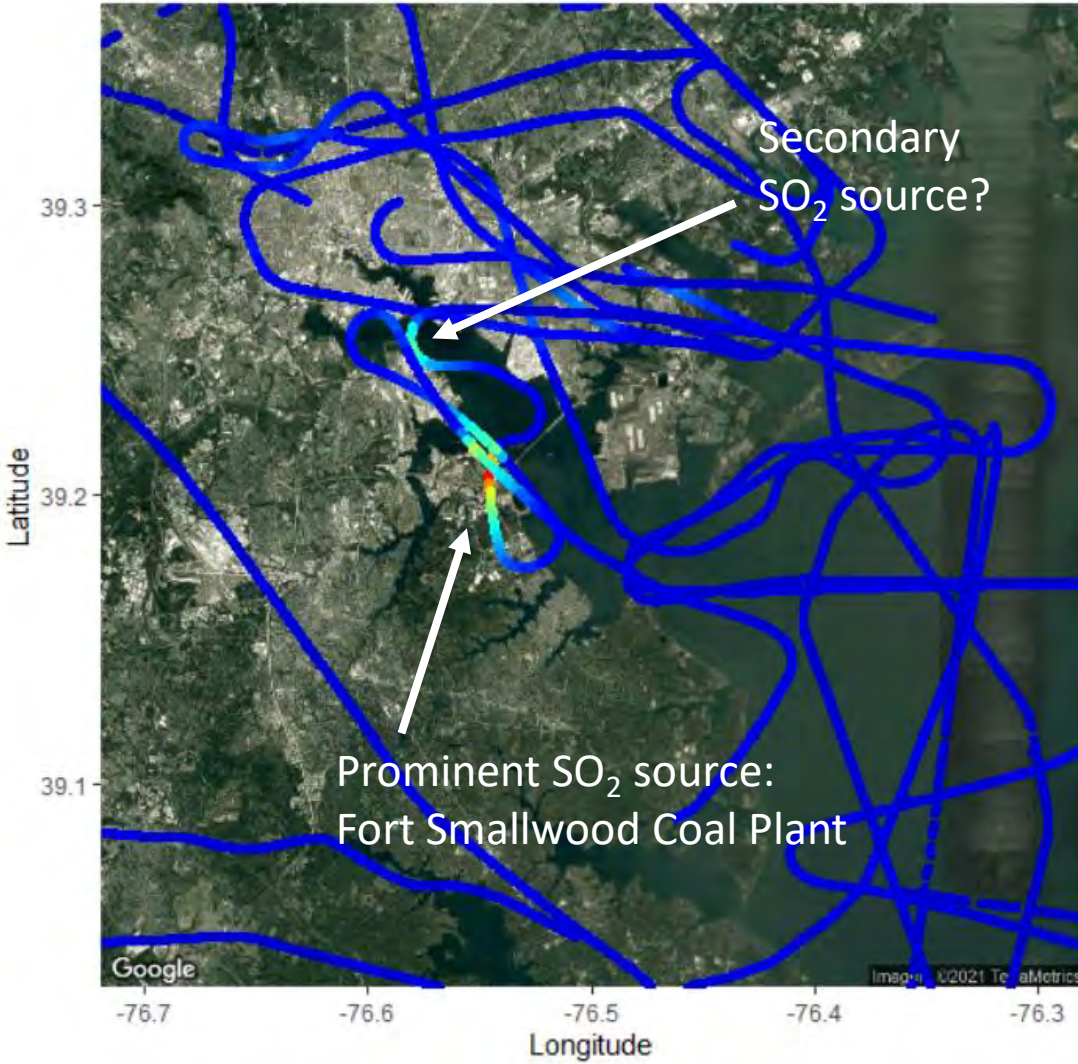 Secondary
SO₂ source?
39.3
39.2
39.1
Latitude
Prominent SO₂ source:
Fort Smallwood Coal Plant
Google
©2021
-76.7
-76.6
-76.5
-76.4
-76.3
Longitude